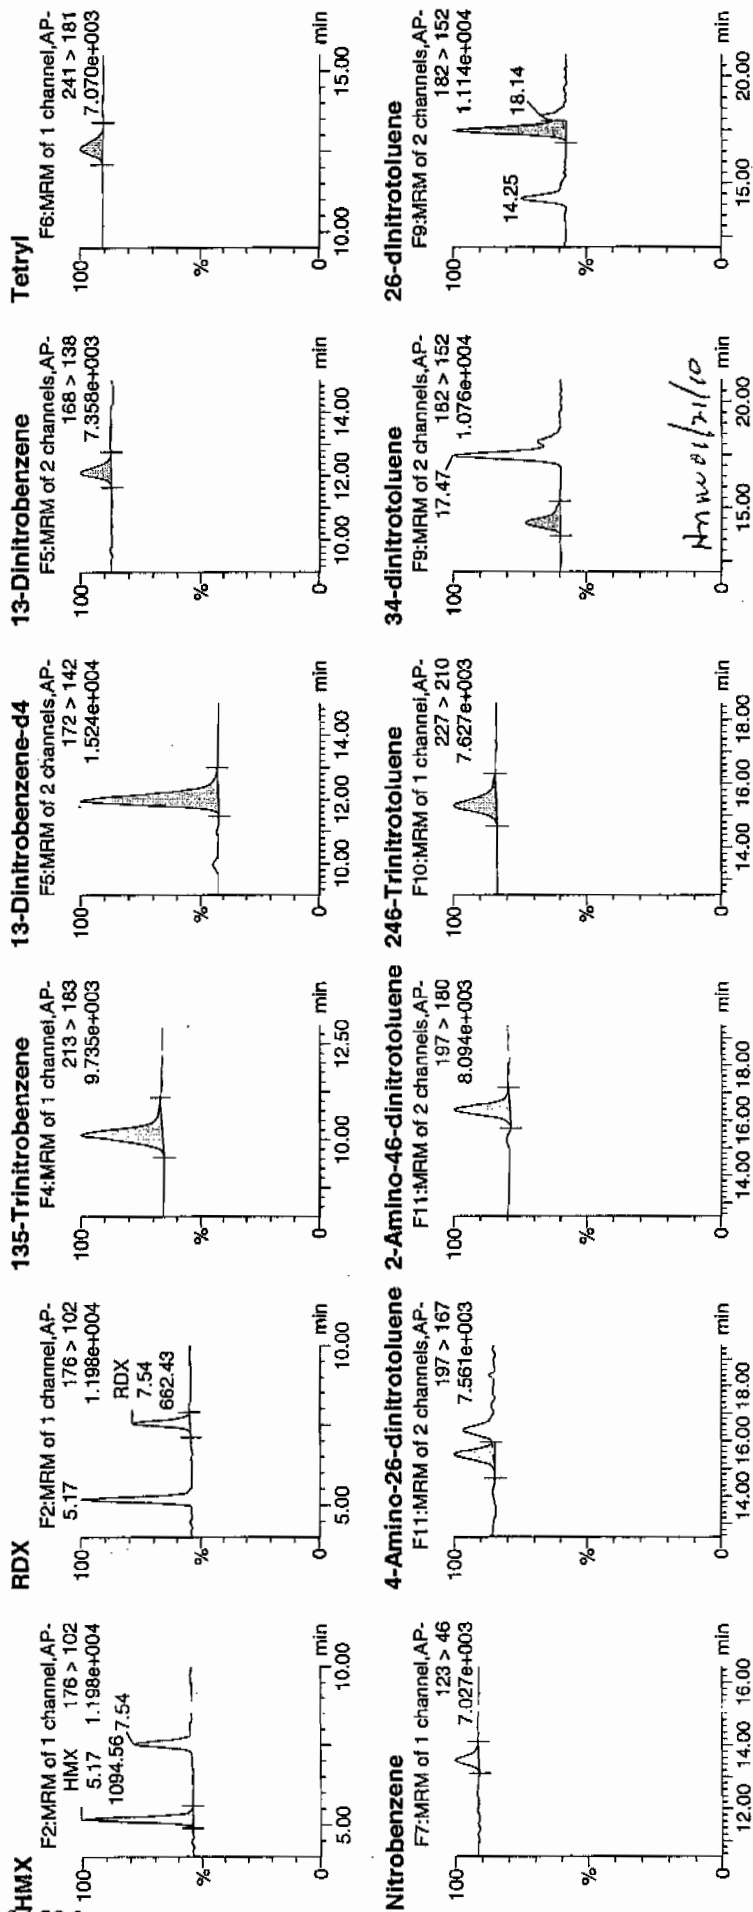 HMX
F2:MRM of 1 channel,AP-
176 > 102
1.198e+004
HMX
5.17
1094.56
7.54
100
%
0
5.00 10.00 min
RDX
F2:MRM of 1 channel,AP-
176 > 102
1.198e+004
5.17
RDX
7.54
662.43
100
%
0
5.00 10.00 min
135-Trinitrobenzene
F4:MRM of 1 channel,AP-
213 > 183
9.735e+003
100
%
0
10.00 12.50 min
13-Dinitrobenzene-d4
F5:MRM of 2 channels,AP-
172 > 142
1.524e+004
100
%
0
10.00 12.00 14.00 min
13-Dinitrobenzene
F5:MRM of 2 channels,AP-
168 > 138
7.358e+003
100
%
0
10.00 12.00 14.00 min
Tetryl
F6:MRM of 1 channel,AP-
241 > 181
7.070e+003
100
%
0
10.00 15.00 min
Nitrobenzene
F7:MRM of 1 channel,AP-
123 > 46
7.027e+003
100
%
0
12.00 14.00 16.00 min
4-Amino-26-dinitrotoluene
F11:MRM of 2 channels,AP-
197 > 167
7.561e+003
100
%
0
14.00 16.00 18.00 min
2-Amino-46-dinitrotoluene
F11:MRM of 2 channels,AP-
197 > 180
8.094e+003
100
%
0
14.00 16.00 18.00 min
246-Trinitrotoluene
F10:MRM of 1 channel,AP-
227 > 210
7.627e+003
100
%
0
14.00 16.00 18.00 min
34-dinitrotoluene
F9:MRM of 2 channels,AP-
182 > 152
1.076e+004
17.47
100
%
0
15.00 20.00 min
01/21/10
26-dinitrotoluene
F9:MRM of 2 channels,AP-
182 > 152
1.114e+004
14.25
18.14
100
%
0
15.00 20.00 min